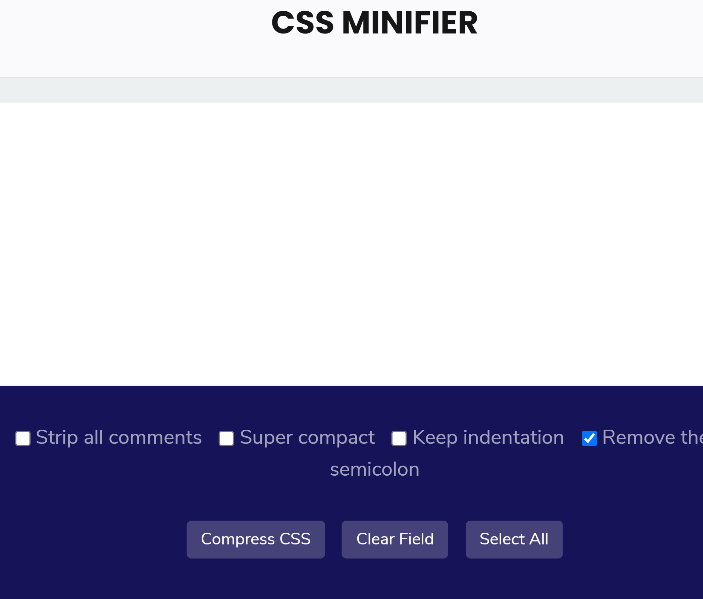 CSS MINIFIER
Strip all comments Super compact Keep indentation Remove the
semicolon
Compress CSS Clear Field Select All